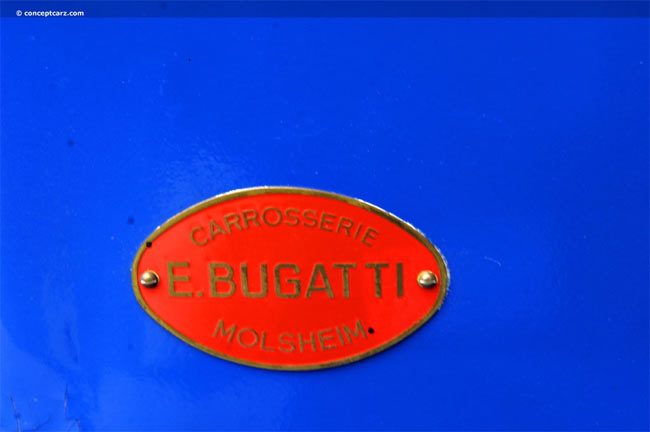 © conceptcarz.com
CARROSSERIE
E.BUGATTI
MOLSHEIM